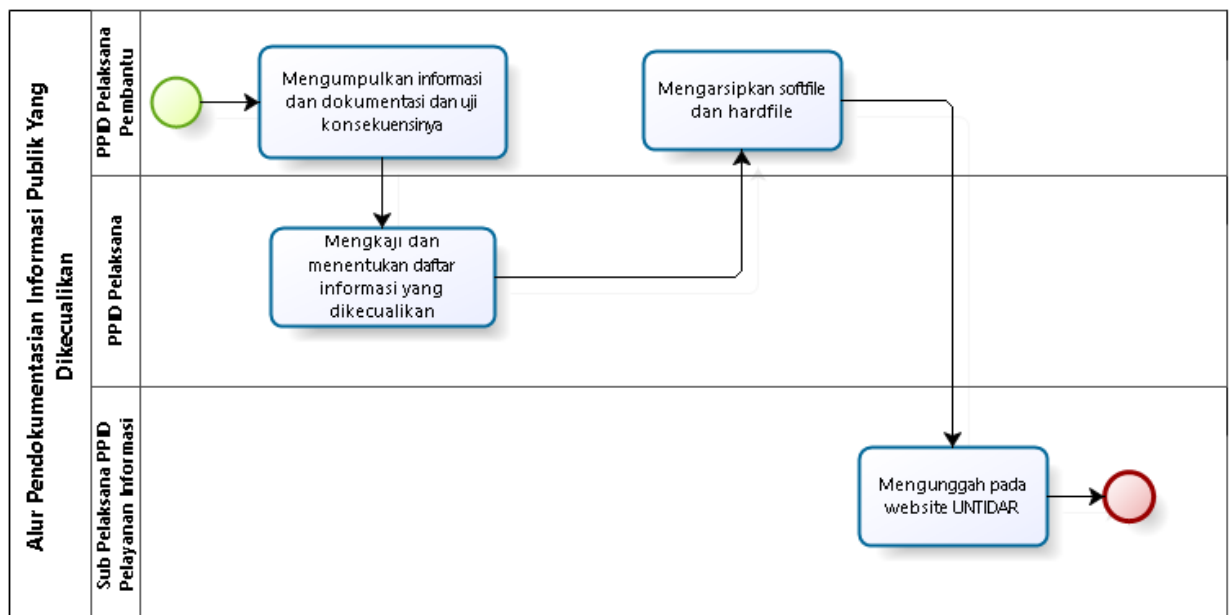 Alur Pendokumentasian Informasi Publik Yang
Dikecualikan
PPID Pelaksana
Pembantu
Mengumpulkan informasi
dan dokumentasi dan uji
konsekuensinya
Mengarsipkan softfile
dan hardfile
PPID Pelaksana
Mengkaji dan
menentukan daftar
informasi yang
dikecualikan
Sub Pelaksana PPID
Pelayanan Informasi
Mengunggah pada
website UNTIDAR